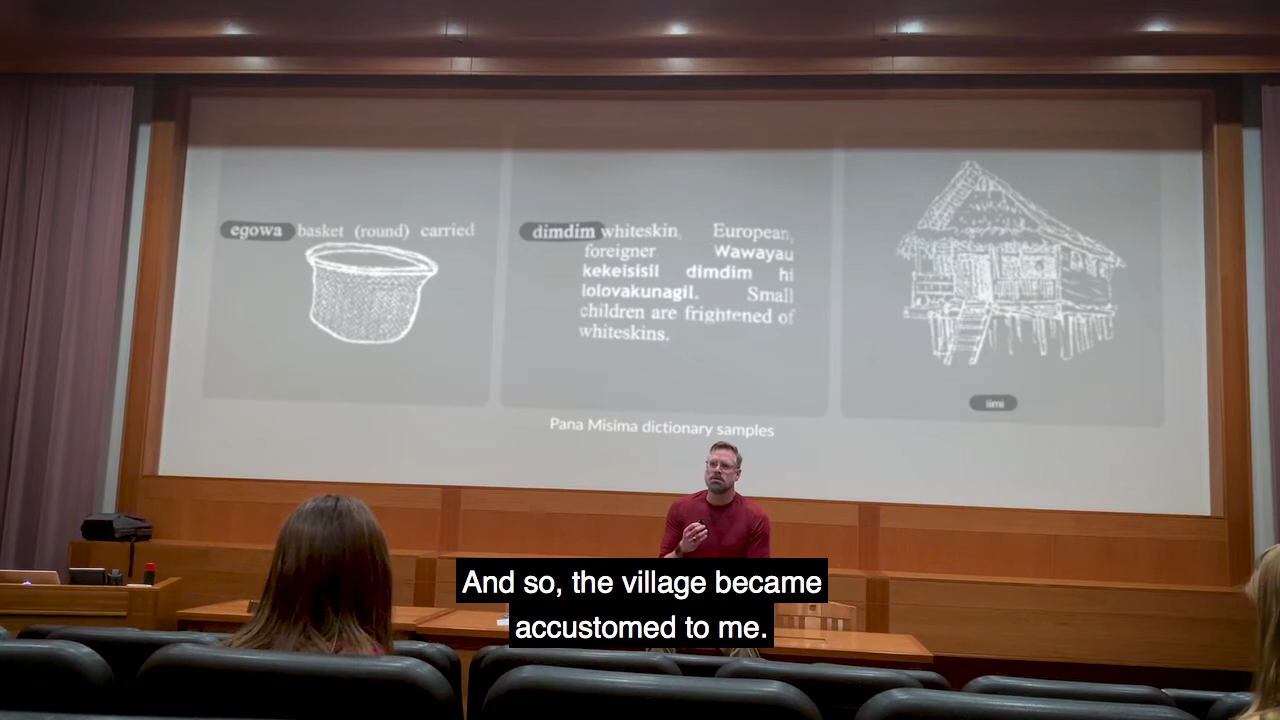 egowa basket (round) carried
dimdim whiteskin, European,
foreigner Wawayau
kekeisisil dimdim hi
lolovakunagil. Small
children are frightened of
whiteskins.
limi
Pana Misima dictionary samples
And so, the village became
accustomed to me.